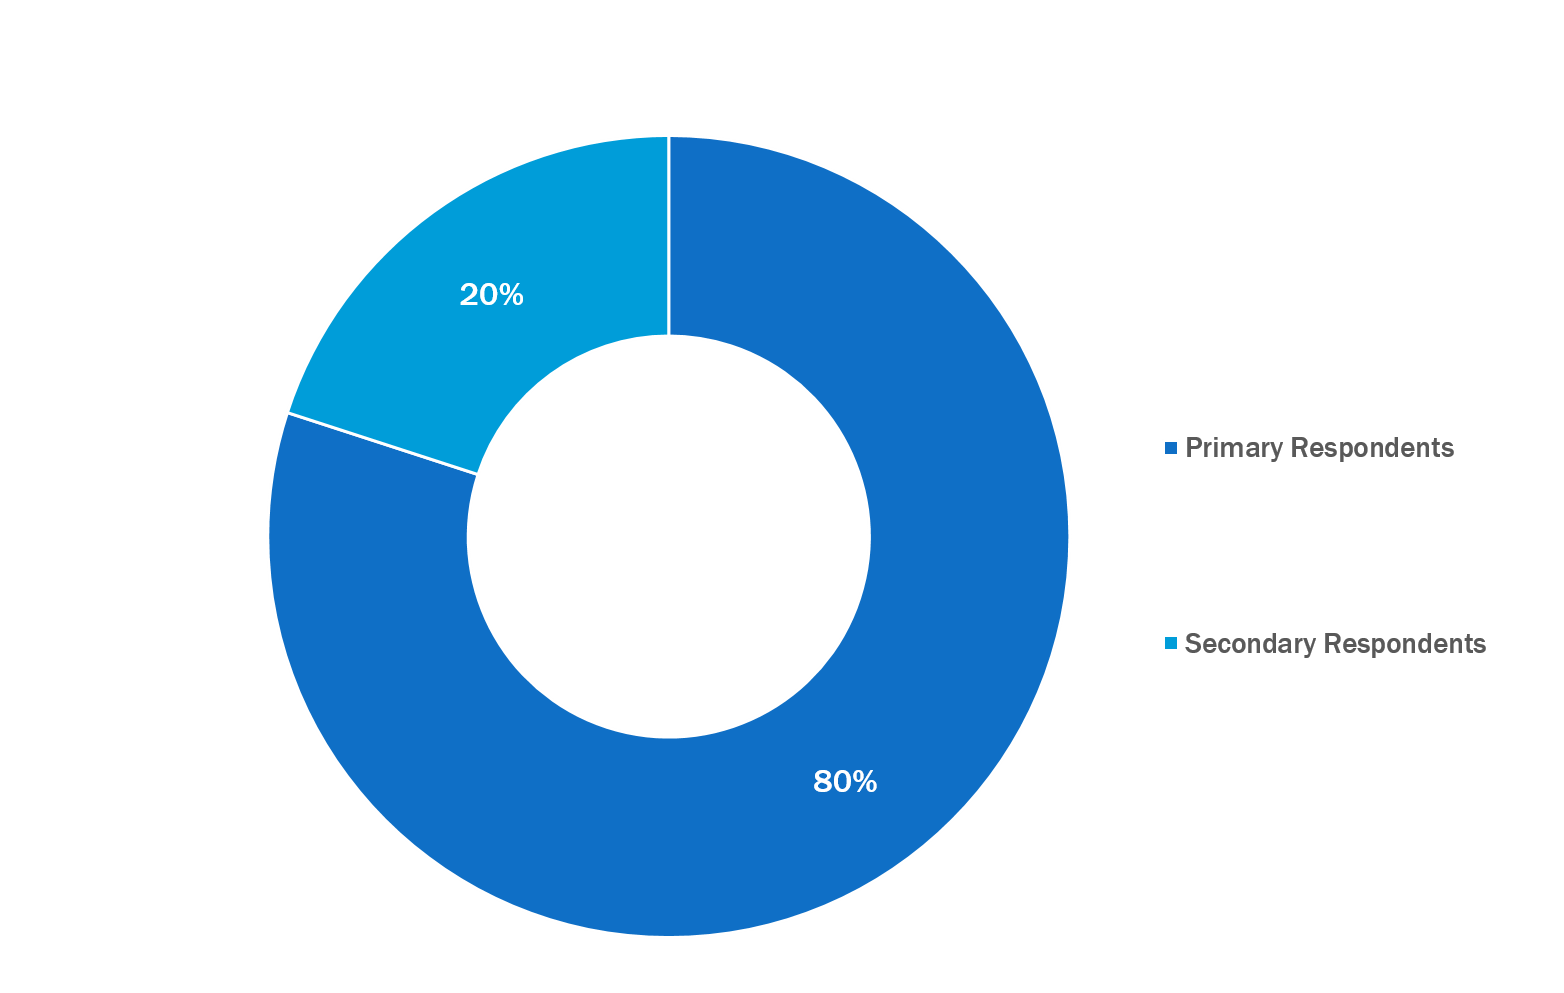 20%
Primary Respondents
Secondary Respondents
80%